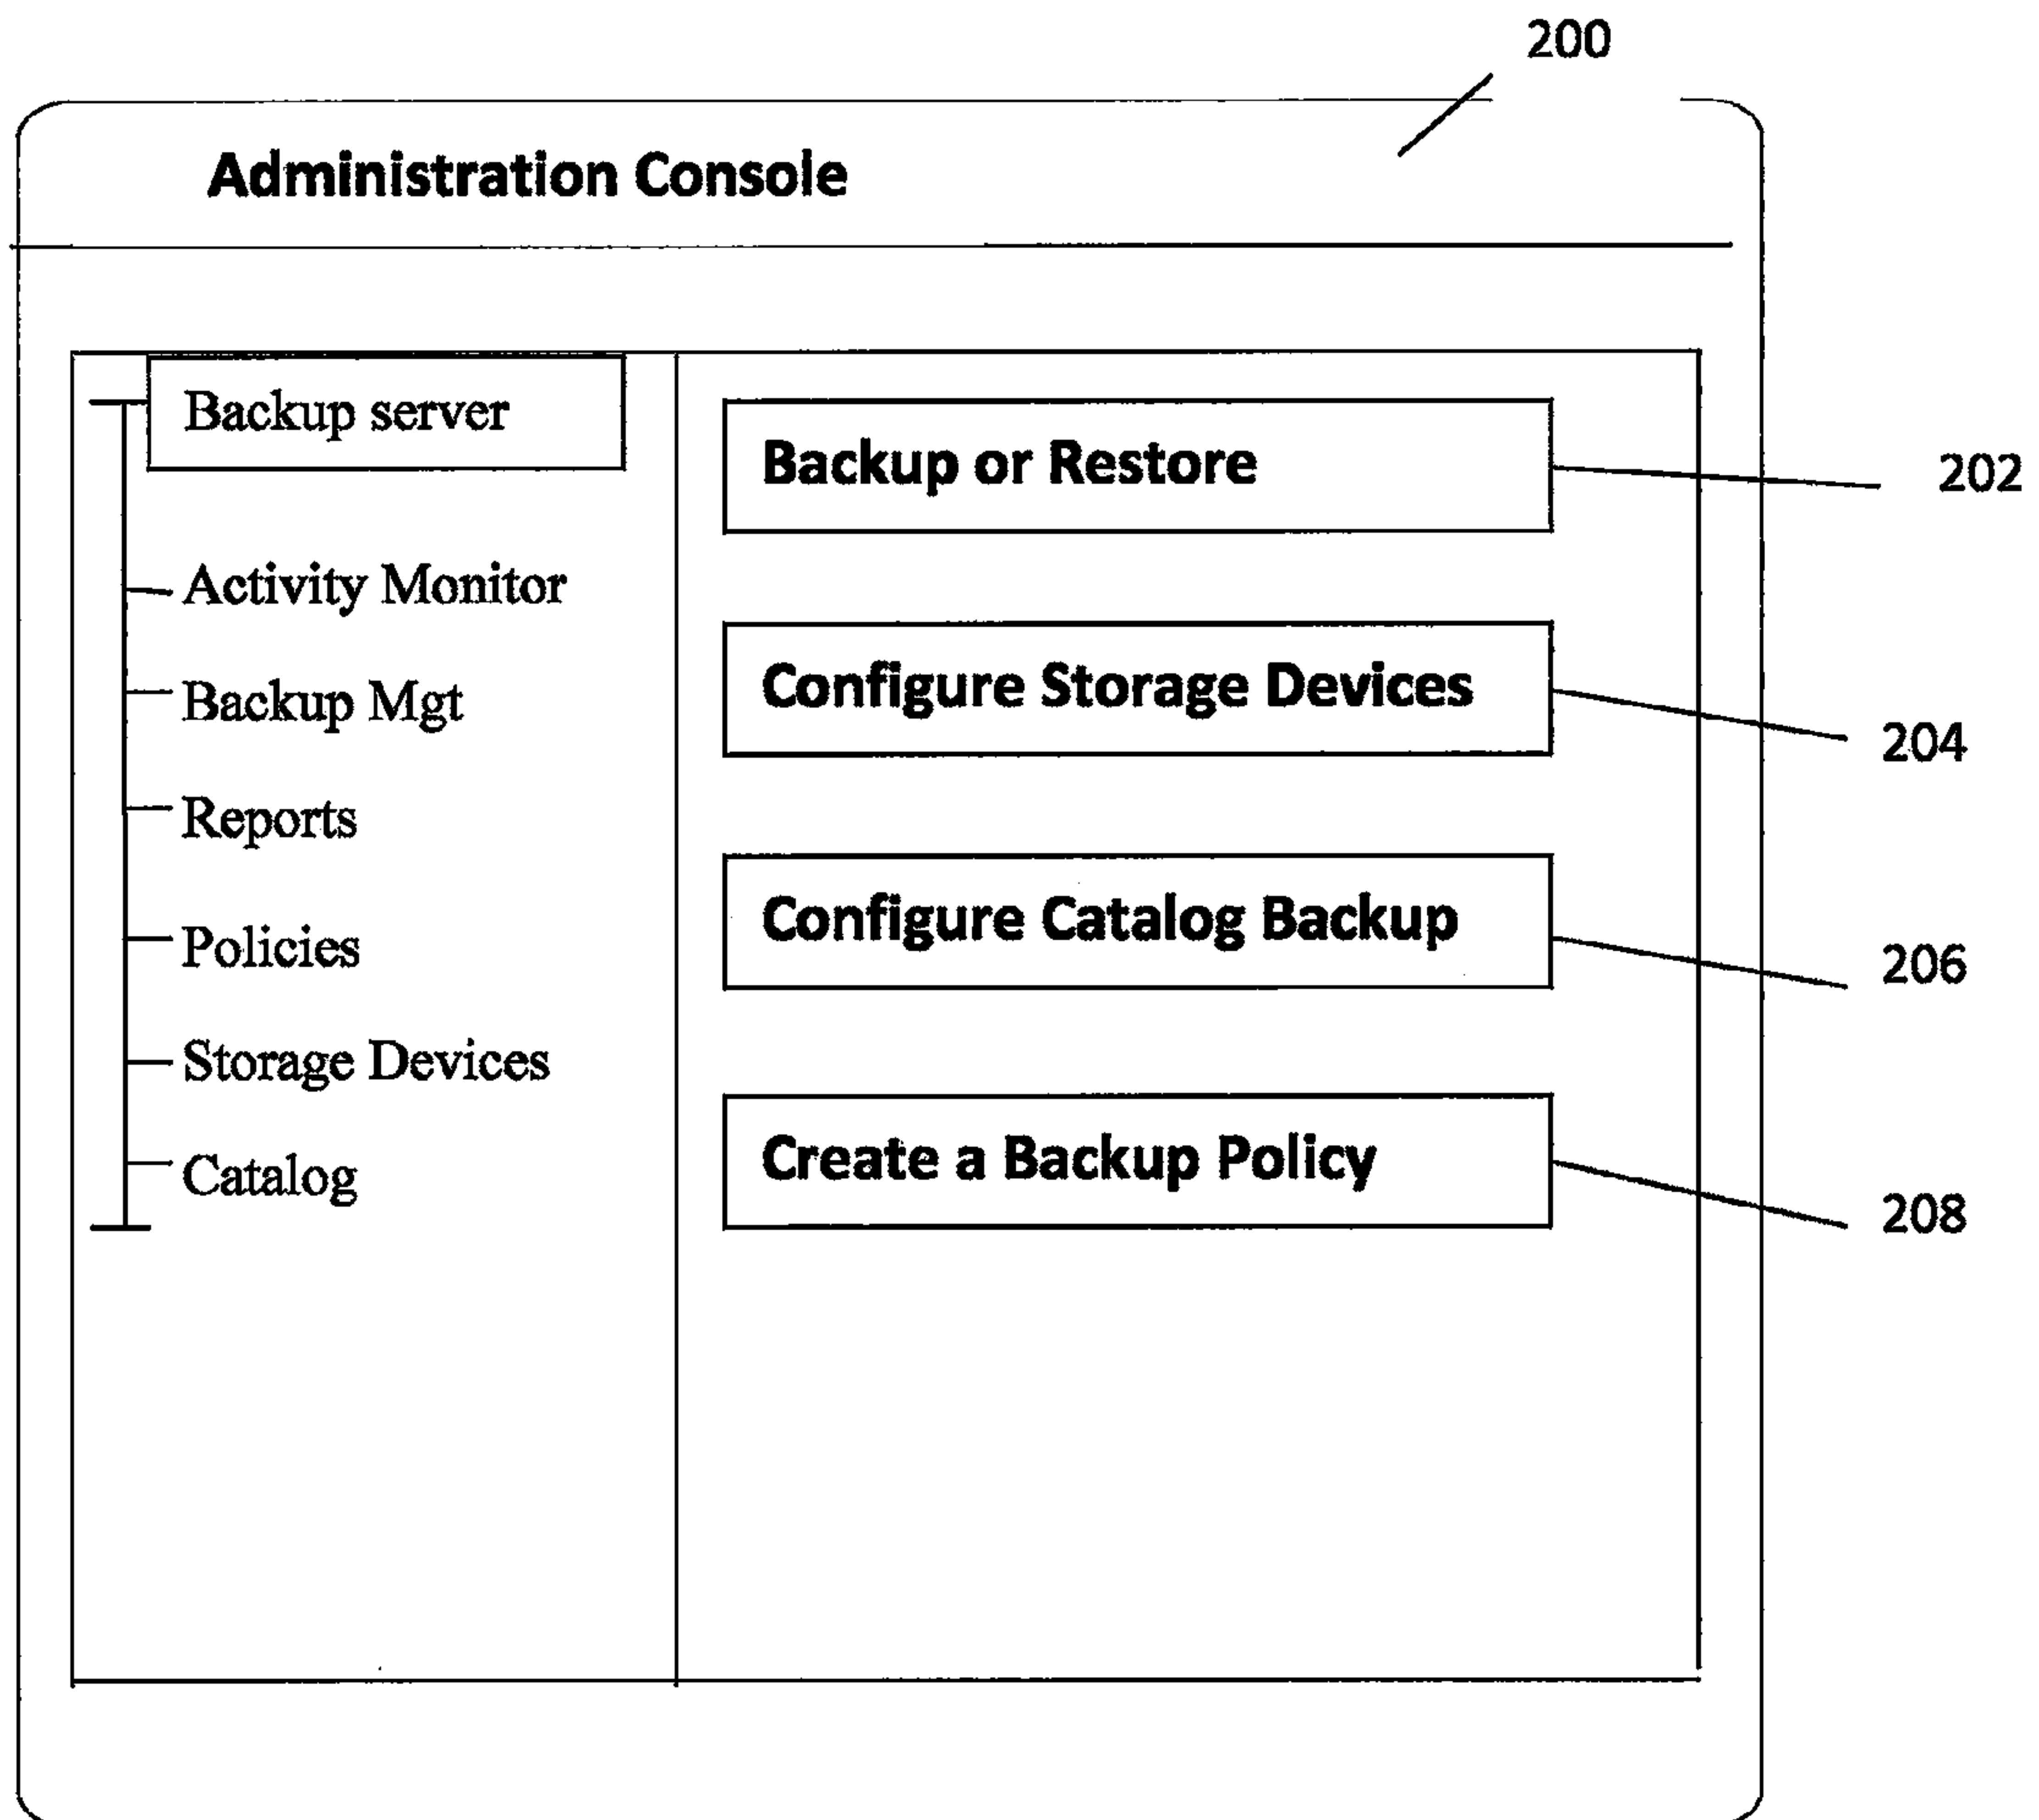 200
Administration Console
Backup server
Activity Monitor
Backup Mgt
Reports
Policies
Storage Devices
Catalog
Backup or Restore
202
Configure Storage Devices
204
Configure Catalog Backup
206
Create a Backup Policy
208